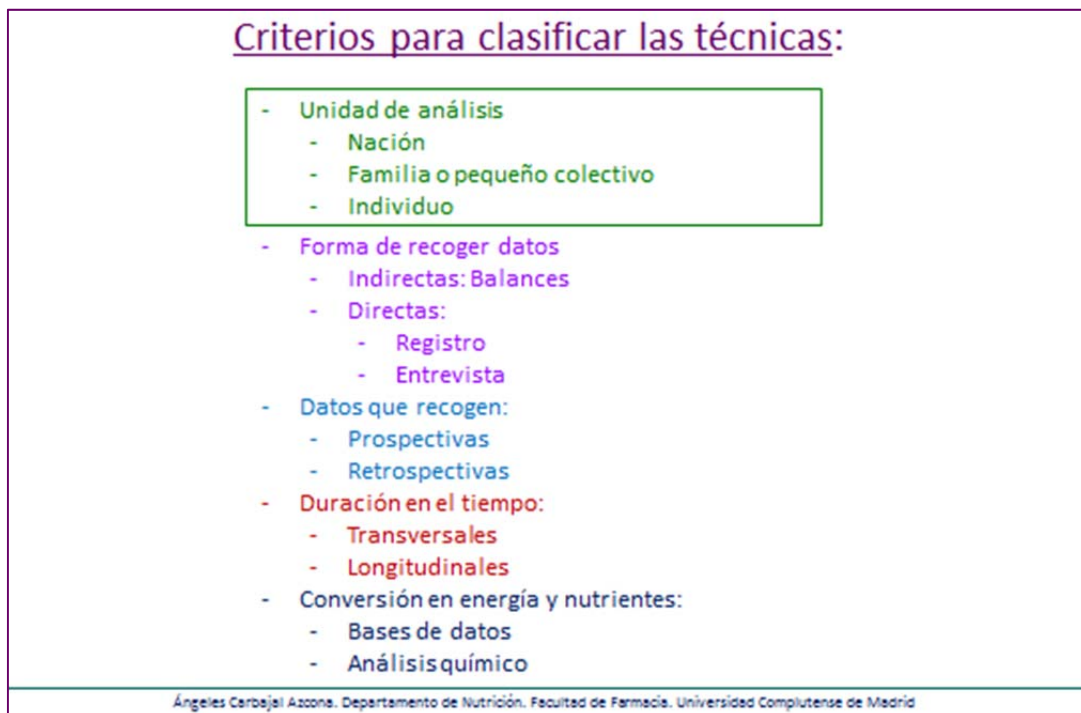 Criterios para clasificar las técnicas:
- Unidad de análisis
- Nación
- Familia o pequeño colectivo
- Individuo
- Forma de recoger datos
- Indirectas: Balances
- Directas:
- Registro
- Entrevista
- Datos que recogen:
- Prospectivas
- Retrospectivas
- Duración en el tiempo:
- Transversales
- Longitudinales
- Conversión en energía y nutrientes:
- Bases de datos
- Análisis químico
Ángeles Carbajal Azcona. Departamento de Nutrición. Facultad de Farmacia. Universidad Complutense de Madrid